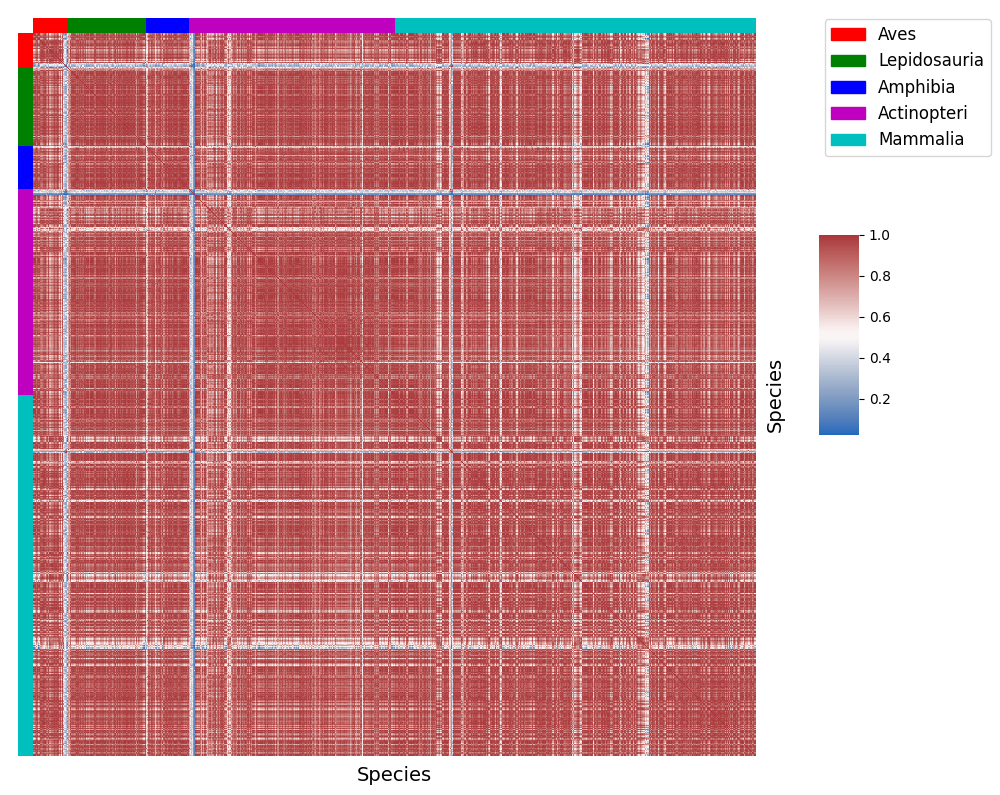 Aves
Lepidosauria
Amphibia
Actinopteri
Mammalia
1.0
0.8
0.6
0.4
0.2
Species
Species